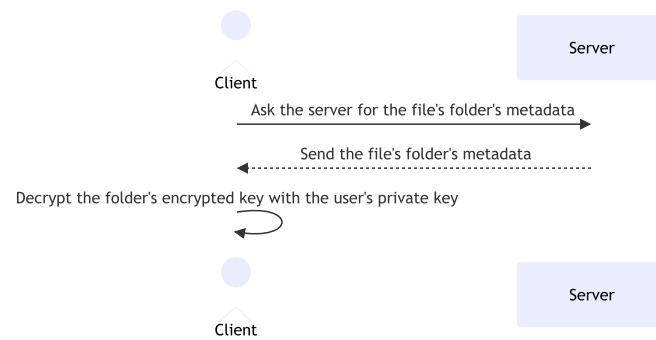 Server
Client
Ask the server for the file's folder's metadata
Send the file's folder's metadata
Decrypt the folder's encrypted key with the user's private key
Server
Client